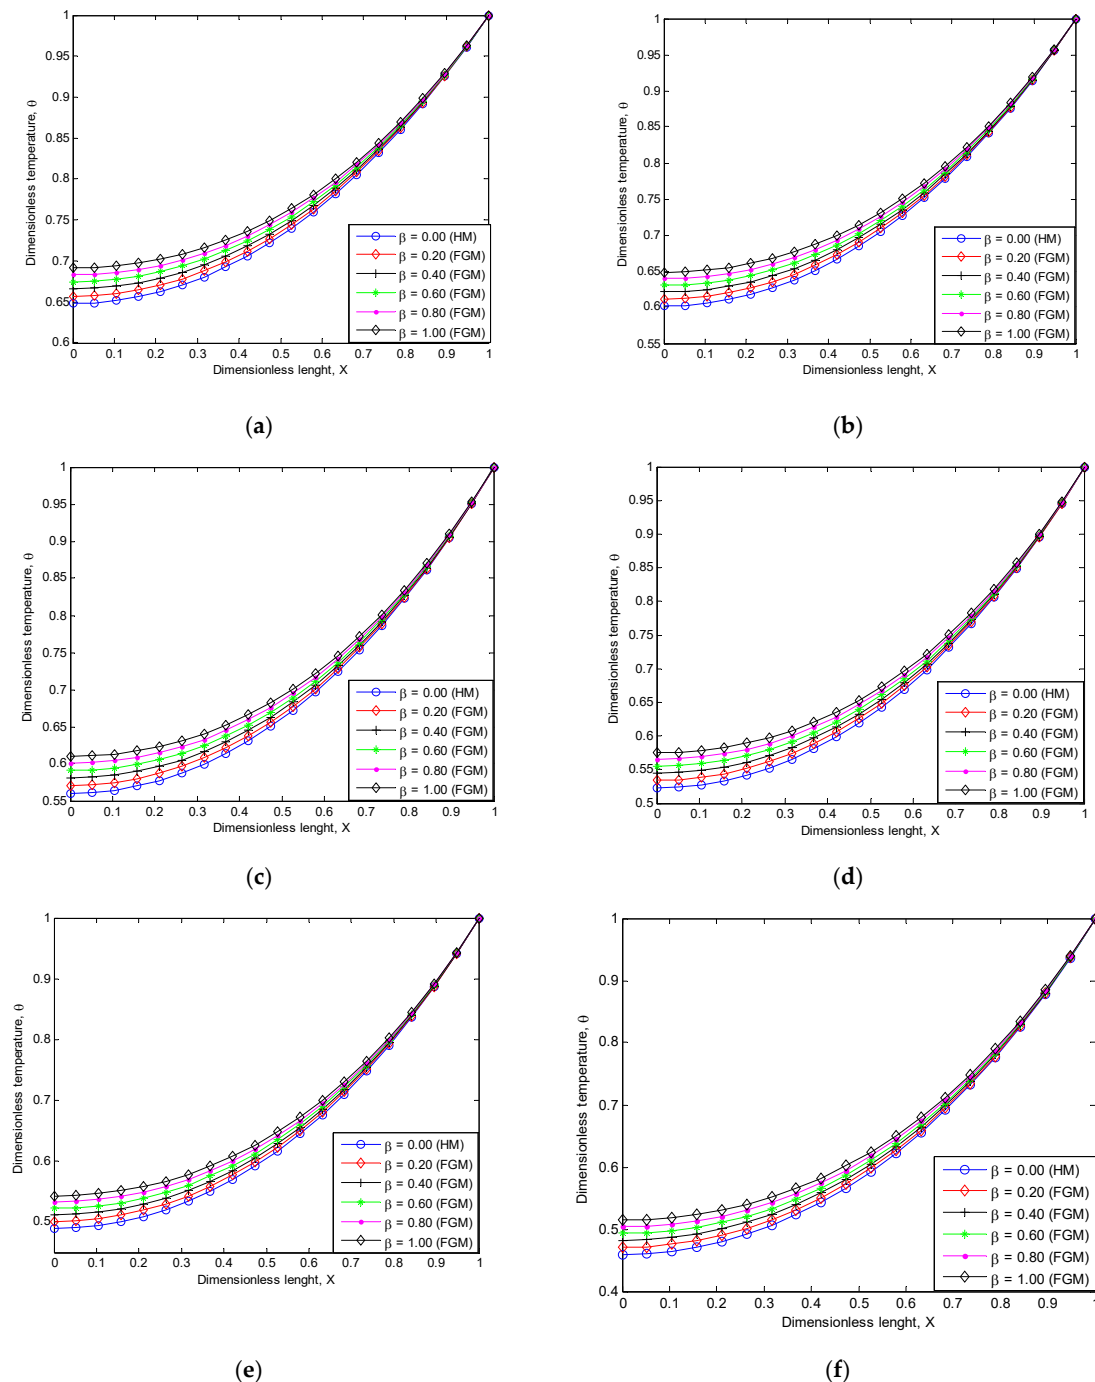 1
0.95
0.9
0.85
0.8
0.75
0.7
0.65
0.6
Dimensionless temperature, θ
β = 0.00 (HM)
β = 0.20 (FGM)
β = 0.40 (FGM)
β = 0.60 (FGM)
β = 0.80 (FGM)
β = 1.00 (FGM)
0 0.1 0.2 0.3 0.4 0.5 0.6 0.7 0.8 0.9 1
Dimensionless lenght, X
(a)
1
0.95
0.9
0.85
0.8
0.75
0.7
0.65
0.6
0.55
Dimensionless temperature, θ
β = 0.00 (HM)
β = 0.20 (FGM)
β = 0.40 (FGM)
β = 0.60 (FGM)
β = 0.80 (FGM)
β = 1.00 (FGM)
0 0.1 0.2 0.3 0.4 0.5 0.6 0.7 0.8 0.9 1
Dimensionless lenght, X
(b)
1
0.95
0.9
0.85
0.8
0.75
0.7
0.65
0.6
0.55
Dimensionless temperature, θ
β = 0.00 (HM)
β = 0.20 (FGM)
β = 0.40 (FGM)
β = 0.60 (FGM)
β = 0.80 (FGM)
β = 1.00 (FGM)
0 0.1 0.2 0.3 0.4 0.5 0.6 0.7 0.8 0.9 1
Dimensionless lenght, X
(c)
1
0.95
0.9
0.85
0.8
0.75
0.7
0.65
0.6
0.55
0.5
Dimensionless temperature, θ
β = 0.00 (HM)
β = 0.20 (FGM)
β = 0.40 (FGM)
β = 0.60 (FGM)
β = 0.80 (FGM)
β = 1.00 (FGM)
0 0.1 0.2 0.3 0.4 0.5 0.6 0.7 0.8 0.9 1
Dimensionless lenght, X
(d)
1
0.9
0.8
0.7
0.6
0.5
Dimensionless temperature, θ
β = 0.00 (HM)
β = 0.20 (FGM)
β = 0.40 (FGM)
β = 0.60 (FGM)
β = 0.80 (FGM)
β = 1.00 (FGM)
0 0.1 0.2 0.3 0.4 0.5 0.6 0.7 0.8 0.9 1
Dimensionless lenght, X
(e)
1
0.9
0.8
0.7
0.6
0.5
0.4
Dimensionless temperature, θ
β = 0.00 (HM)
β = 0.20 (FGM)
β = 0.40 (FGM)
β = 0.60 (FGM)
β = 0.80 (FGM)
β = 1.00 (FGM)
0 0.1 0.2 0.3 0.4 0.5 0.6 0.7 0.8 0.9 1
Dimensionless lenght, X
(f)